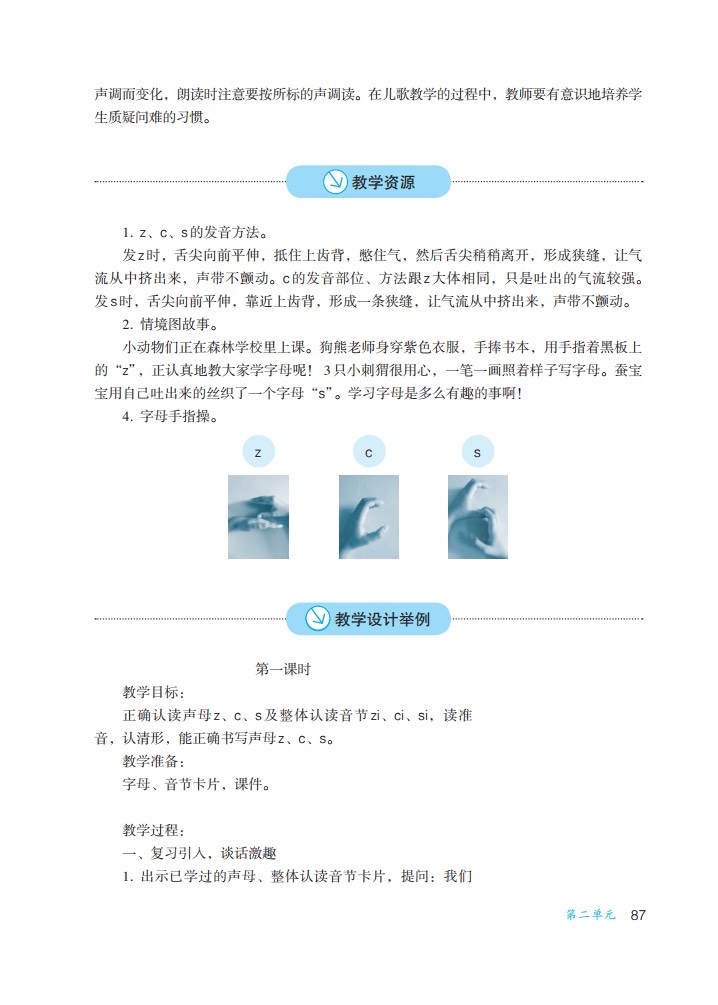 声调而变化，朗读时注意要按所标的声调读。在儿歌教学的过程中，教师要有意识地培养学
生质疑问难的习惯。
教学资源
1. z、c、s的发音方法。
发z时，舌尖向前平伸，抵住上齿背，憋住气，然后舌尖稍稍离开，形成狭缝，让气
流从中挤出来，声带不颤动。c的发音部位、方法跟z大体相同，只是吐出的气流较强。
发s时，舌尖向前平伸，靠近上齿背，形成一条狭缝，让气流从中挤出来，声带不颤动。
2. 情境图故事。
小动物们正在森林学校里上课。狗熊老师身穿紫色衣服，手捧书本，用手指着黑板上
的“z”，正认真地教大家学字母呢！3只小刺猬很用心，一笔一画照着样子写字母。蚕宝
宝用自己吐出来的丝织了一个字母“s”。学习字母是多么有趣的事啊！
4. 字母手指操。
z c s
教学设计举例
第一课时
教学目标：
正确认读声母z、c、s及整体认读音节zi、ci、si，读准
音，认清形，能正确书写声母z、c、s。
教学准备：
字母、音节卡片，课件。
教学过程：
一、复习引入，谈话激趣
1. 出示已学过的声母、整体认读音节卡片，提问：我们
第二单元 87